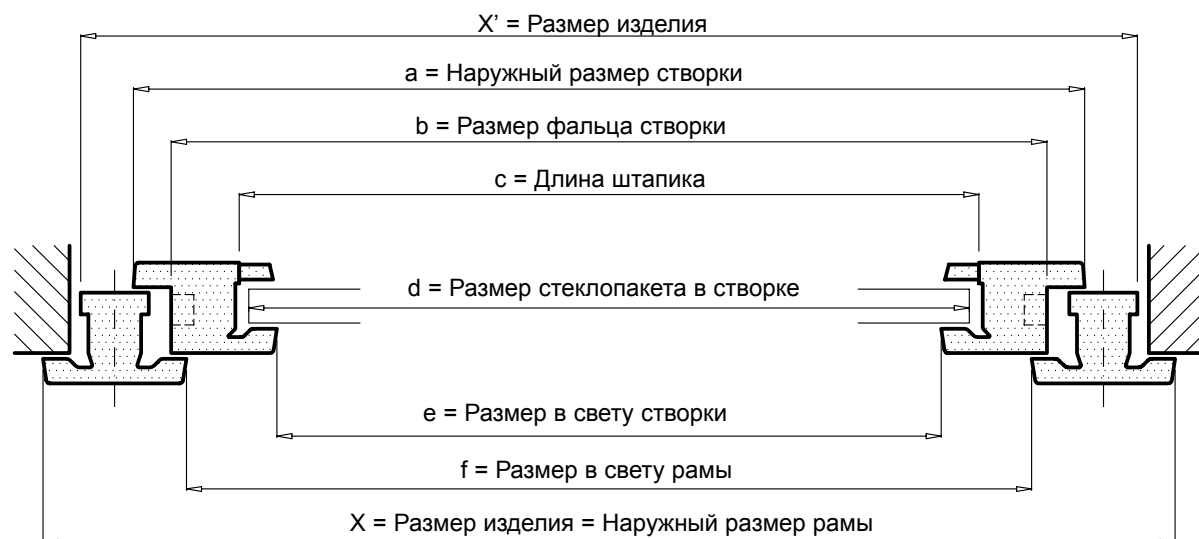 X’ = Размер изделия
a = Наружный размер створки
b = Размер фальца створки
c = Длина штапика
d = Размер стеклопакета в створке
e = Размер в свету створки
f = Размер в свету рамы
X = Размер изделия = Наружный размер рамы